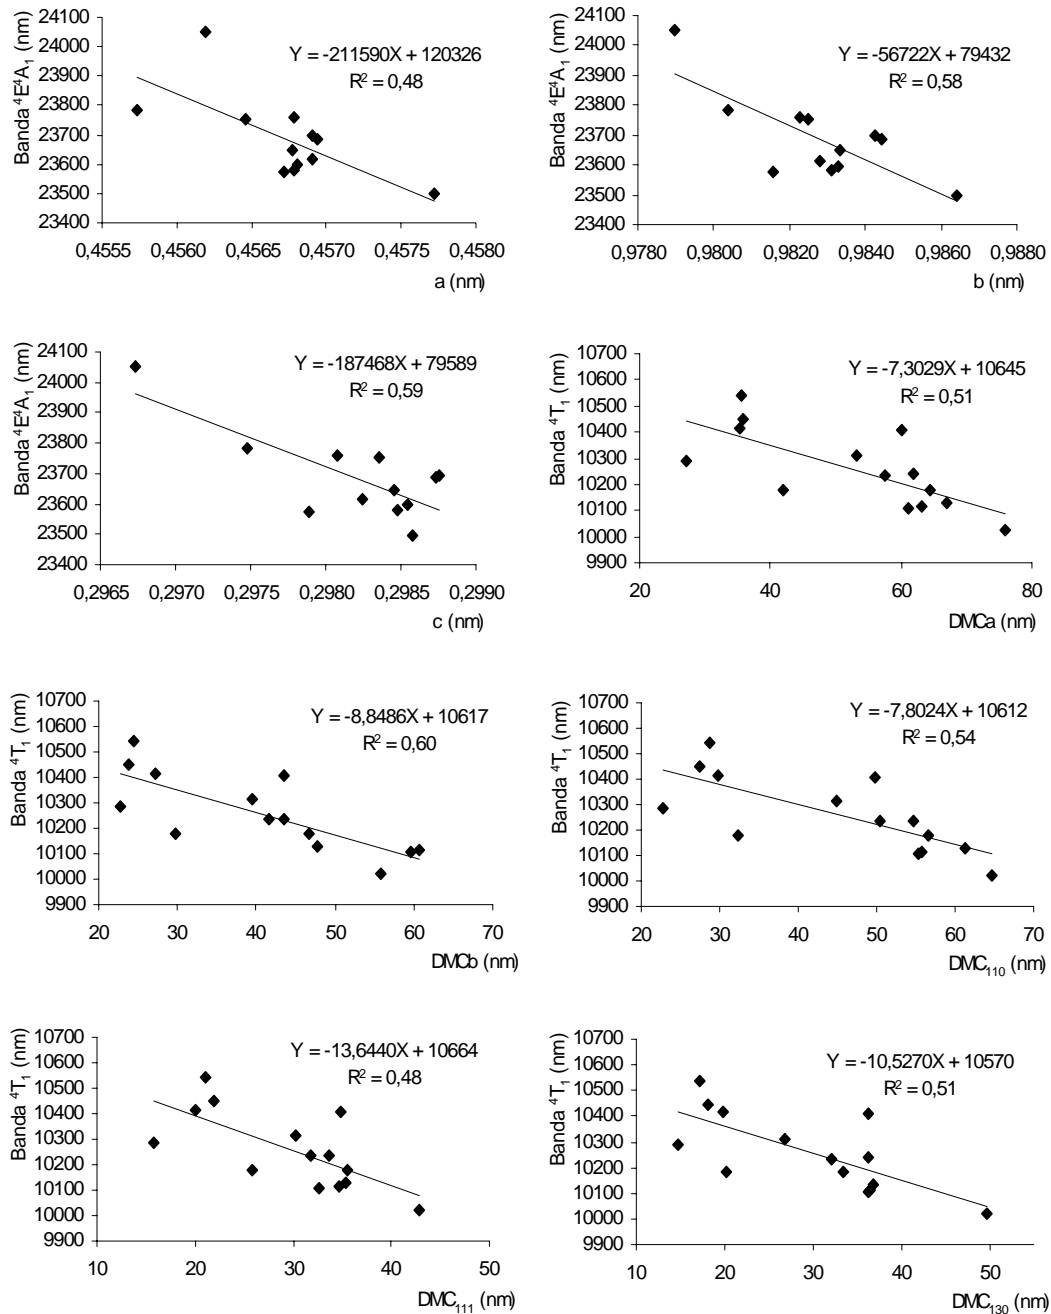 24100
24000
23900
23800
23700
23600
23500
23400
Banda ⁴E⁴A₁ (nm)
Y = -211590X + 120326
R² = 0,48
0,4555 0,4560 0,4565 0,4570 0,4575 0,4580
a (nm)
24100
24000
23900
23800
23700
23600
23500
23400
Banda ⁴E⁴A₁ (nm)
Y = -56722X + 79432
R² = 0,58
0,9780 0,9800 0,9820 0,9840 0,9860 0,9880
b (nm)
24100
24000
23900
23800
23700
23600
23500
23400
Banda ⁴E⁴A₁ (nm)
Y = -187468X + 79589
R² = 0,59
0,2965 0,2970 0,2975 0,2980 0,2985 0,2990
c (nm)
10700
10600
10500
10400
10300
10200
10100
10000
9900
Banda ⁴T₁ (nm)
Y = -7,3029X + 10645
R² = 0,51
20 40 60 80
DMCa (nm)
10700
10600
10500
10400
10300
10200
10100
10000
9900
Banda ⁴T₁ (nm)
Y = -8,8486X + 10617
R² = 0,60
20 30 40 50 60 70
DMCb (nm)
10700
10600
10500
10400
10300
10200
10100
10000
9900
Banda ⁴T₁ (nm)
Y = -7,8024X + 10612
R² = 0,54
20 30 40 50 60 70
DMC₁₁₀ (nm)
10700
10600
10500
10400
10300
10200
10100
10000
9900
Banda ⁴T₁ (nm)
Y = -13,6440X + 10664
R² = 0,48
10 20 30 40 50
DMC₁₁₁ (nm)
10700
10600
10500
10400
10300
10200
10100
10000
9900
Banda ⁴T₁ (nm)
Y = -10,5270X + 10570
R² = 0,51
10 20 30 40 50
DMC₁₃₀ (nm)